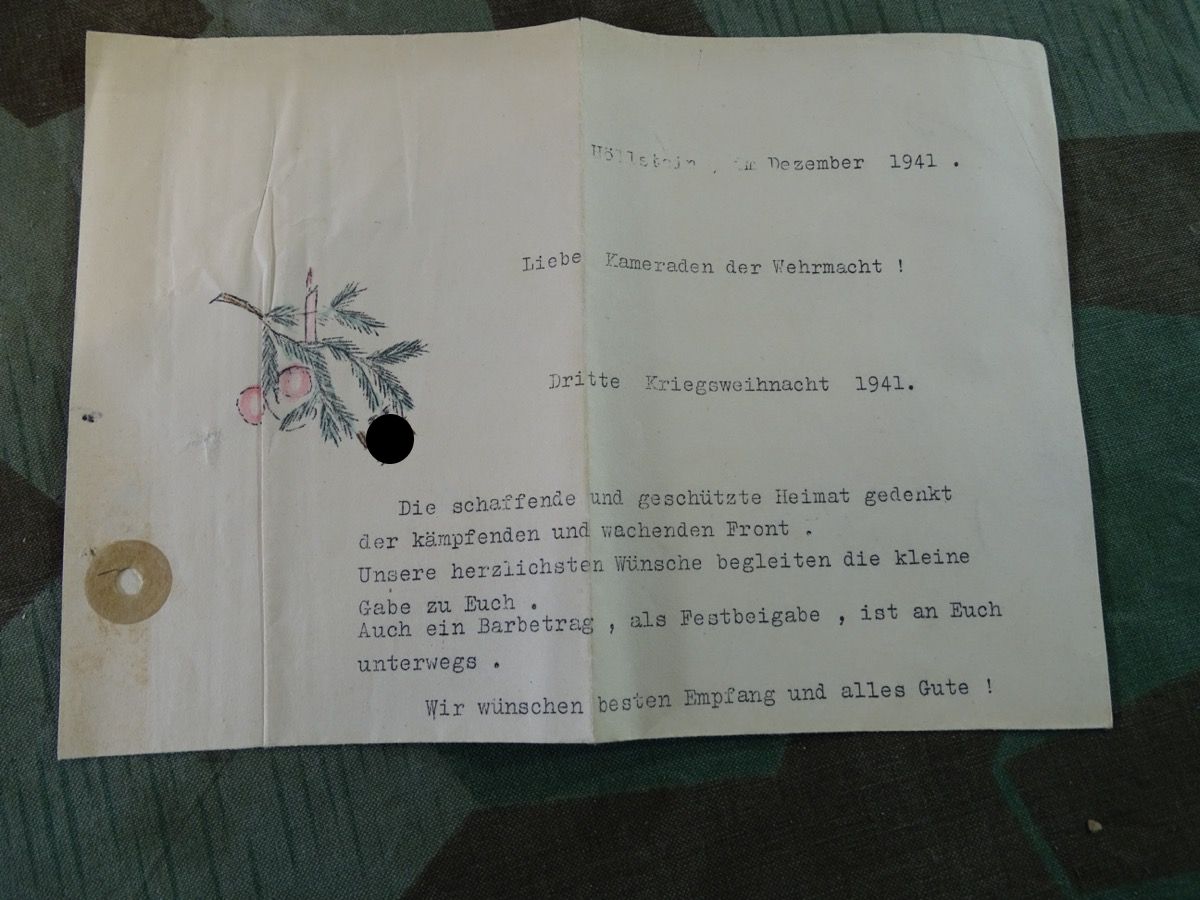 Höllstein , im Dezember 1941 .
Liebe Kameraden der Wehrmacht !
Dritte Kriegsweihnacht 1941.
Die schaffende und geschützte Heimat gedenkt
der kämpfenden und wachenden Front .
Unsere herzlichsten Wünsche begleiten die kleine
Gabe zu Euch .
Auch ein Barbetrag , als Festbeigabe , ist an Euch
unterwegs .
Wir wünschen besten Empfang und alles Gute !